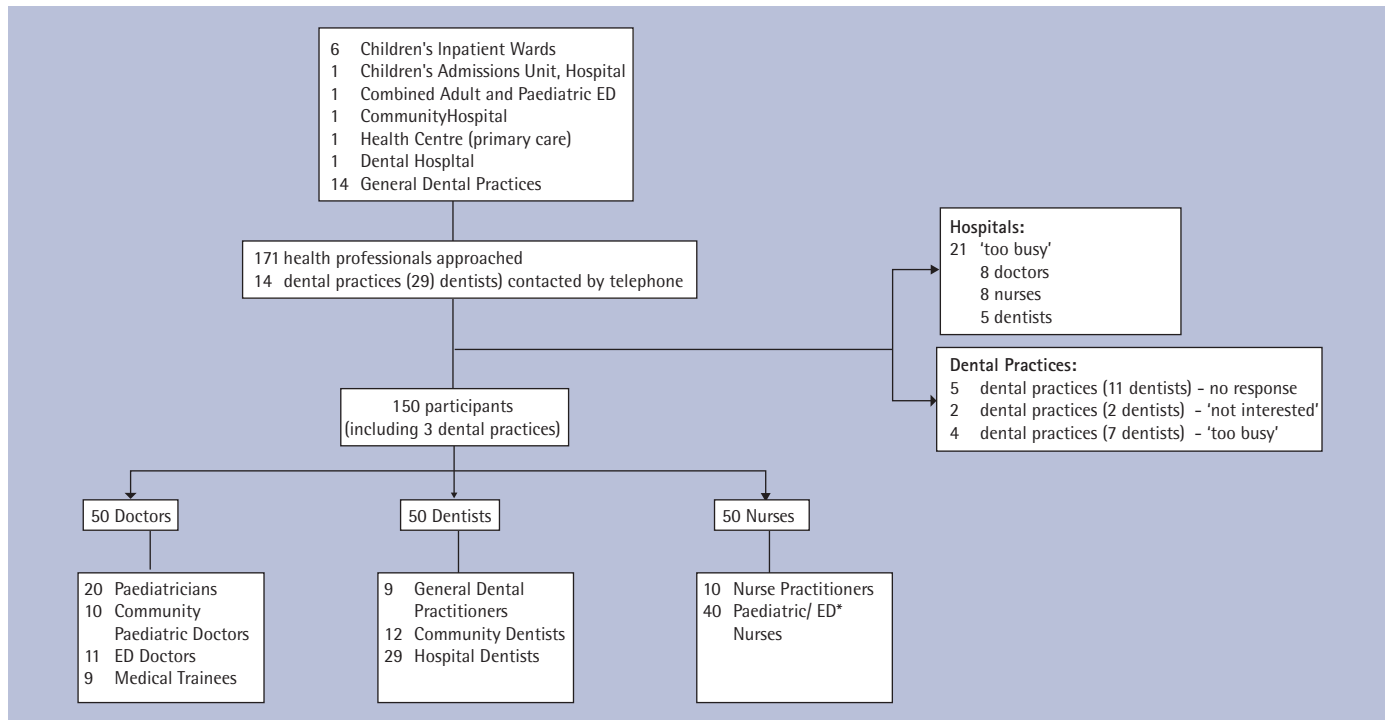 6 Children's Inpatient Wards
1 Children's Admissions Unit, Hospital
1 Combined Adult and Paediatric ED
1 CommunityHospital
1 Health Centre (primary care)
1 Dental Hospltal
14 General Dental Practices
171 health professionals approached
14 dental practices (29) dentists) contacted by telephone
Hospitals:
21 ‘too busy’
8 doctors
8 nurses
5 dentists
Dental Practices:
5 dental practices (11 dentists) - no response
2 dental practices (2 dentists) - ‘not interested’
4 dental practices (7 dentists) - ‘too busy’
150 participants
(including 3 dental practices)
50 Doctors
50 Dentists
50 Nurses
20 Paediatricians
10 Community
Paediatric Doctors
11 ED Doctors
9 Medical Trainees
9 General Dental
Practitioners
12 Community Dentists
29 Hospital Dentists
10 Nurse Practitioners
40 Paediatric/ ED*
Nurses